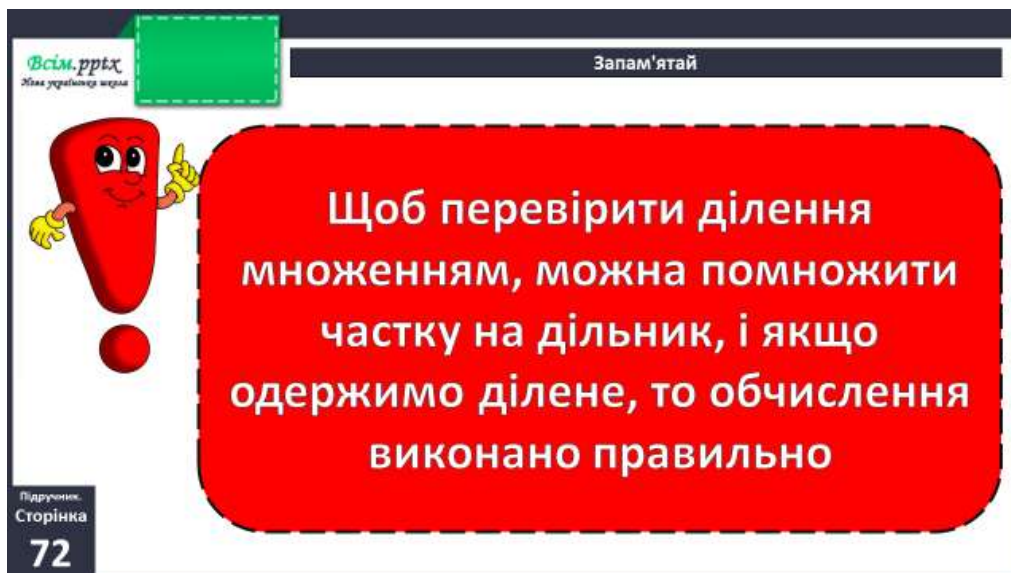 Всім.pptx
Нова українська школа
Запам'ятай
Щоб перевірити ділення
множенням, можна помножити
частку на дільник, і якщо
одержимо ділене, то обчислення
виконано правильно
Підручник.
Сторінка
72